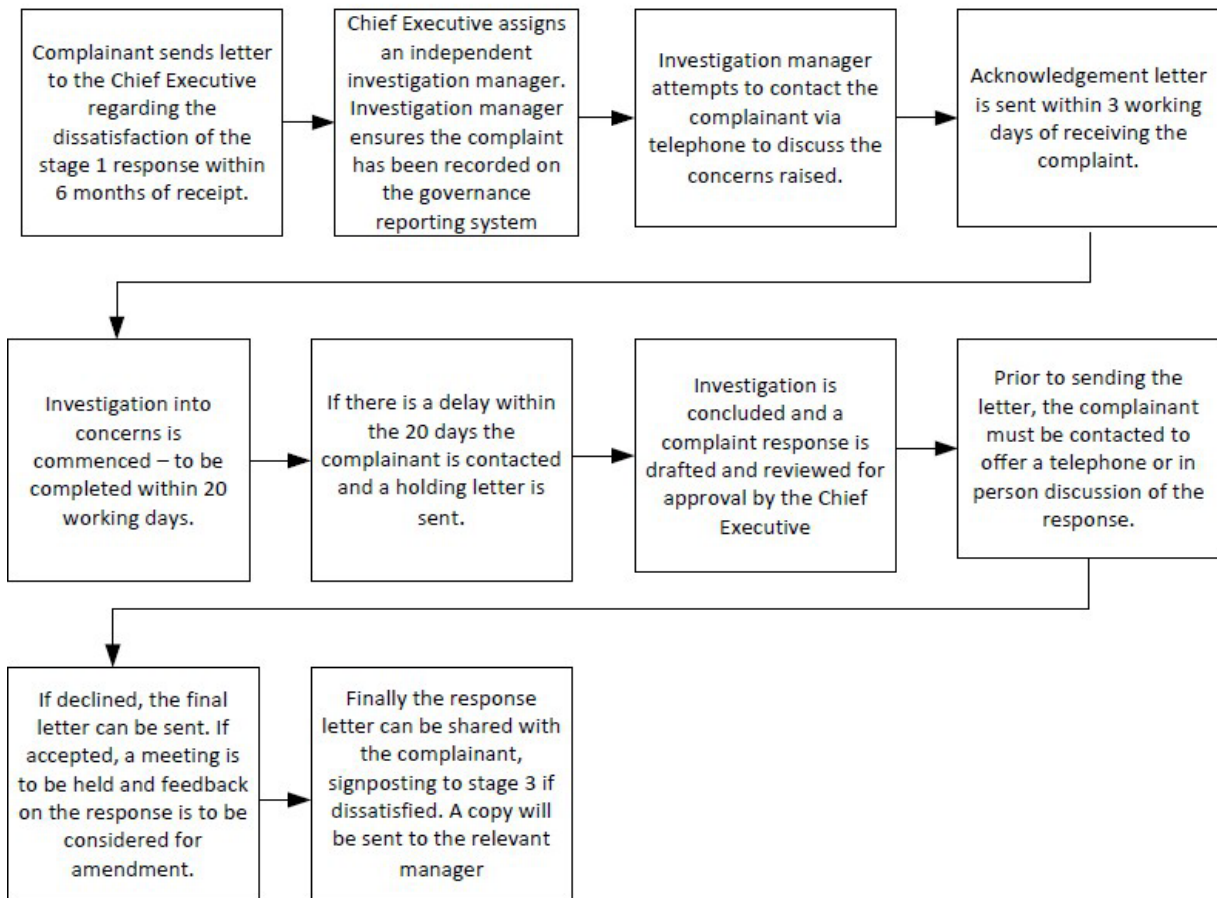 Complainant sends letter
to the Chief Executive
regarding the
dissatisfaction of the
stage 1 response within
6 months of receipt.
Chief Executive assigns
an independent
investigation manager.
Investigation manager
ensures the complaint
has been recorded on
the governance
reporting system
Investigation manager
attempts to contact the
complainant via
telephone to discuss the
concerns raised.
Acknowledgement letter
is sent within 3 working
days of receiving the
complaint.
Investigation into
concerns is
commenced – to be
completed within 20
working days.
If there is a delay within
the 20 days the
complainant is contacted
and a holding letter is
sent.
Investigation is
concluded and a
complaint response is
drafted and reviewed for
approval by the Chief
Executive
Prior to sending the
letter, the complainant
must be contacted to
offer a telephone or in
person discussion of the
response.
If declined, the final
letter can be sent. If
accepted, a meeting is
to be held and feedback
on the response is to be
considered for
amendment.
Finally the response
letter can be shared with
the complainant,
signposting to stage 3 if
dissatisfied. A copy will
be sent to the relevant
manager